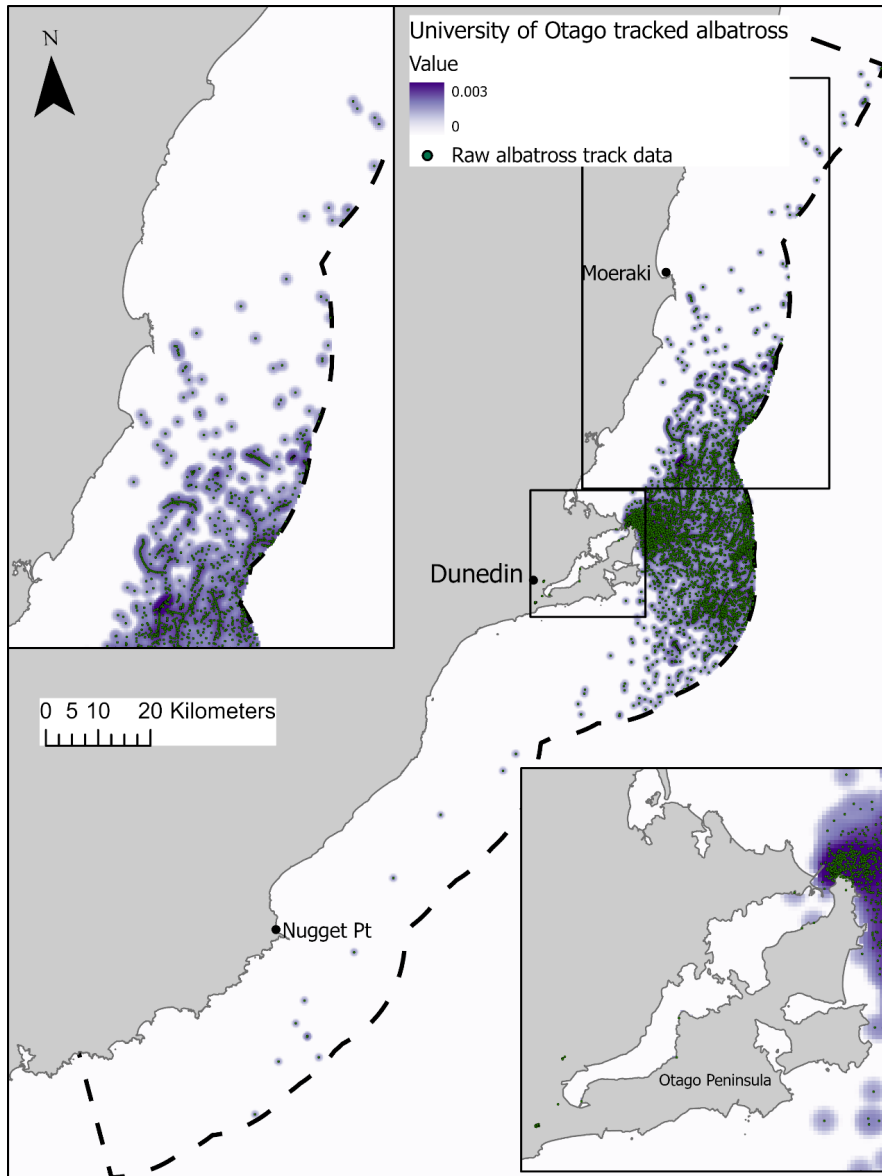 N
University of Otago tracked albatross
Value
0.003
0
Raw albatross track data
Moeraki
Dunedin
0 5 10 20 Kilometers
Nugget Pt
Otago Peninsula